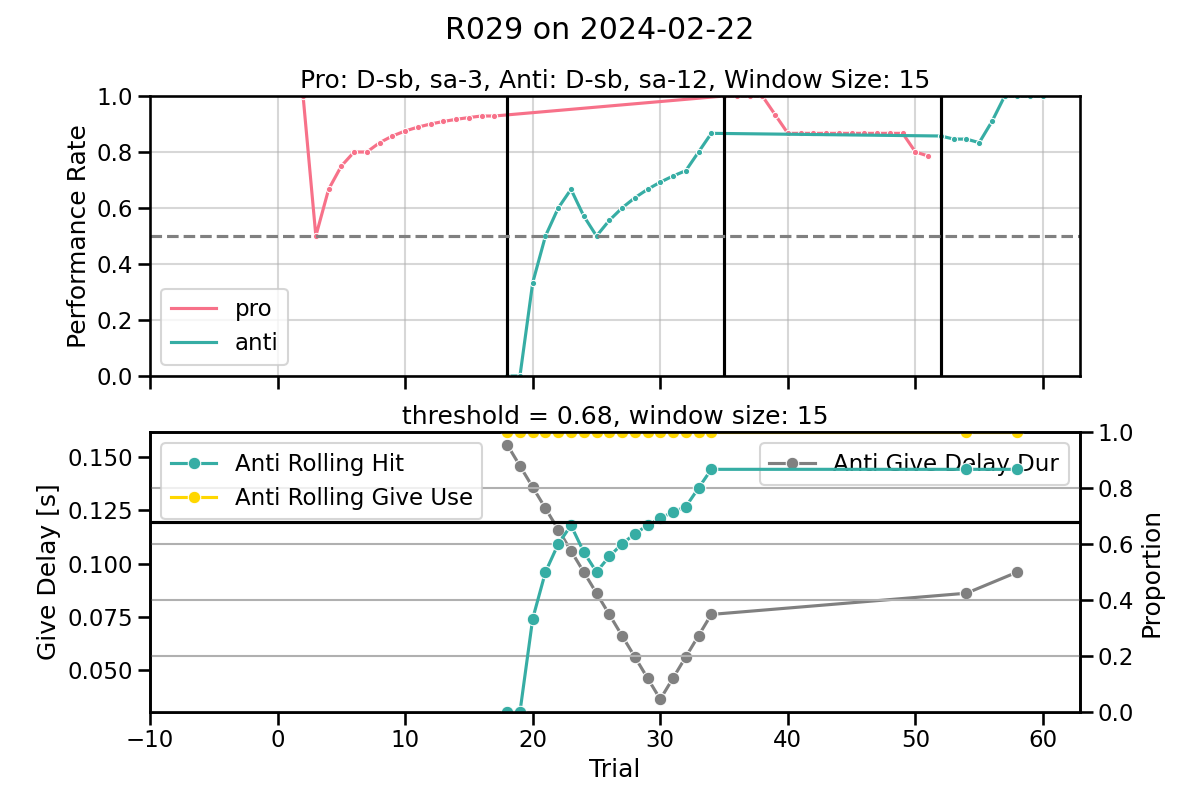 R029 on 2024-02-22
Pro: D-sb, sa-3, Anti: D-sb, sa-12, Window Size: 15
Performance Rate
1.0
0.8
0.6
0.4
0.2
0.0
pro
anti
threshold = 0.68, window size: 15
Give Delay [s]
0.150
0.125
0.100
0.075
0.050
Anti Rolling Hit
Anti Rolling Give Use
Anti Give Delay Dur
1.0
0.8
0.6
0.4
0.2
0.0
Proportion
−10
0
10
20
30
40
50
60
Trial